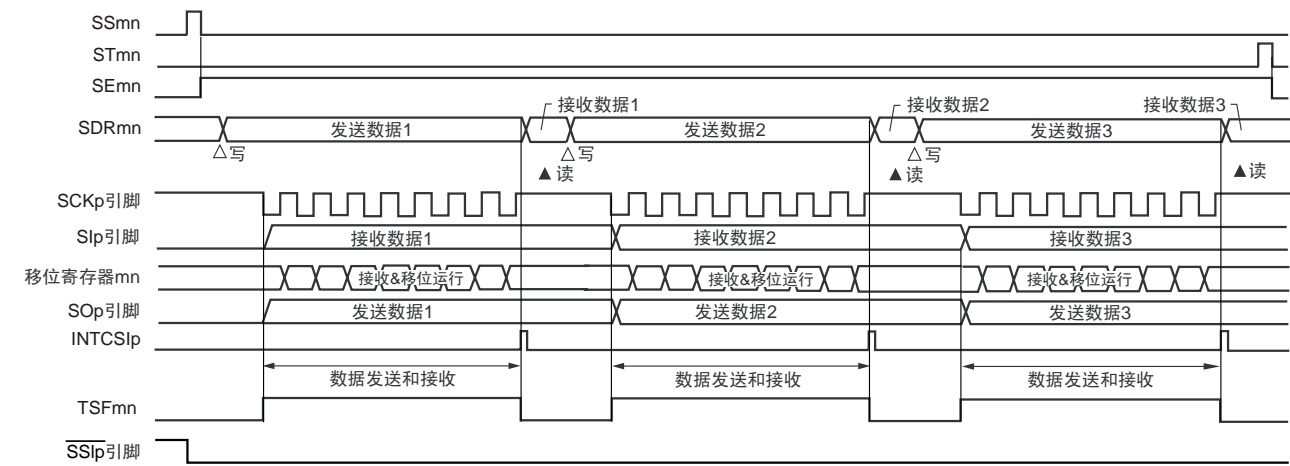 SSmn
STmn
SEmn
接收数据1 接收数据2 接收数据3
SDRmn 发送数据1 发送数据2 发送数据3
△写 △写 △写
▲读 ▲读 ▲读
SCKp引脚
SIp引脚 接收数据1 接收数据2 接收数据3
移位寄存器mn 接收&移位运行 接收&移位运行 接收&移位运行
SOp引脚 发送数据1 发送数据2 发送数据3
INTCSIp
数据发送和接收 数据发送和接收 数据发送和接收
TSFmn
SSIp引脚